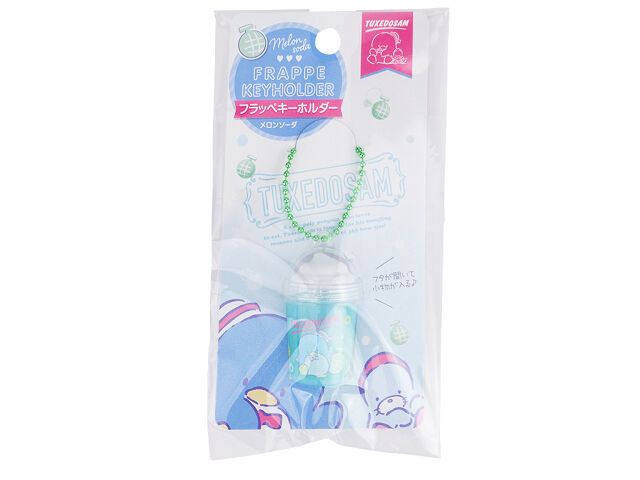 Melon
soda
FRAPPE
KEYHOLDER
フラッペキーホルダー
メロンソーダ
TUXEDOSAM
TUXEDOSAM
フタが開いて
小物が入る♪